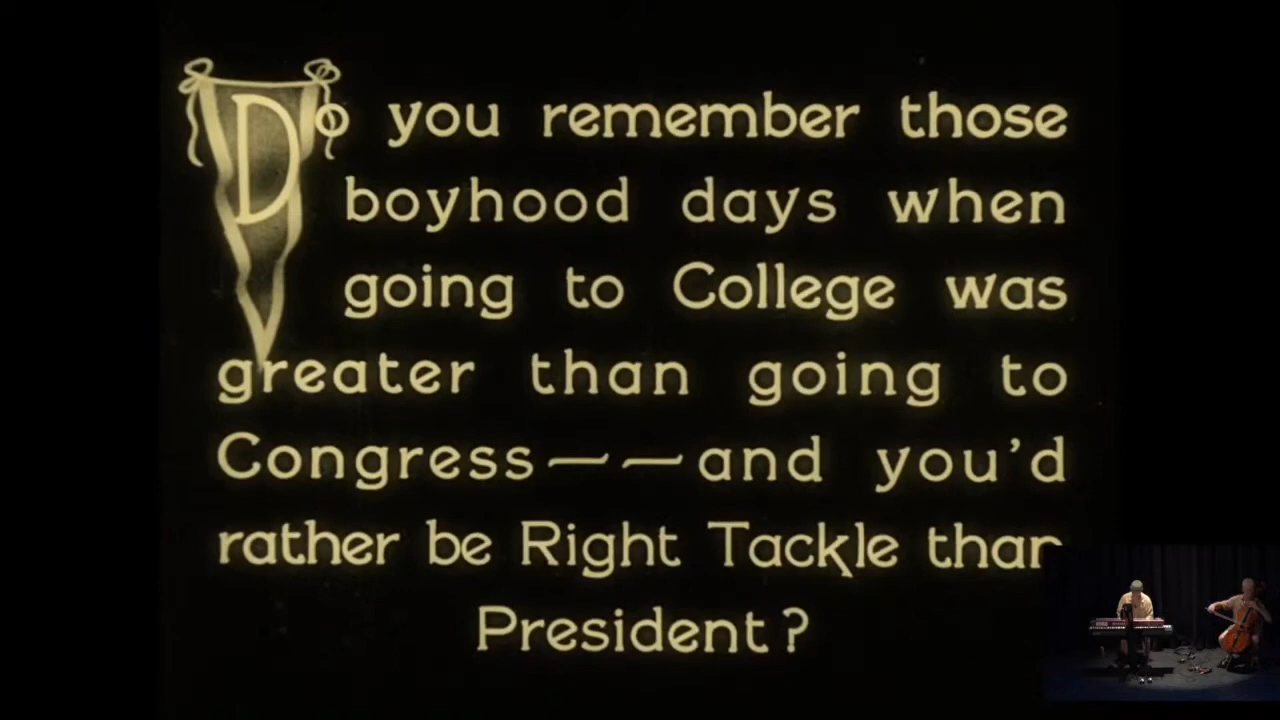 Do you remember those
boyhood days when
going to College was
greater than going to
Congress——and you'd
rather be Right Tackle than
President?